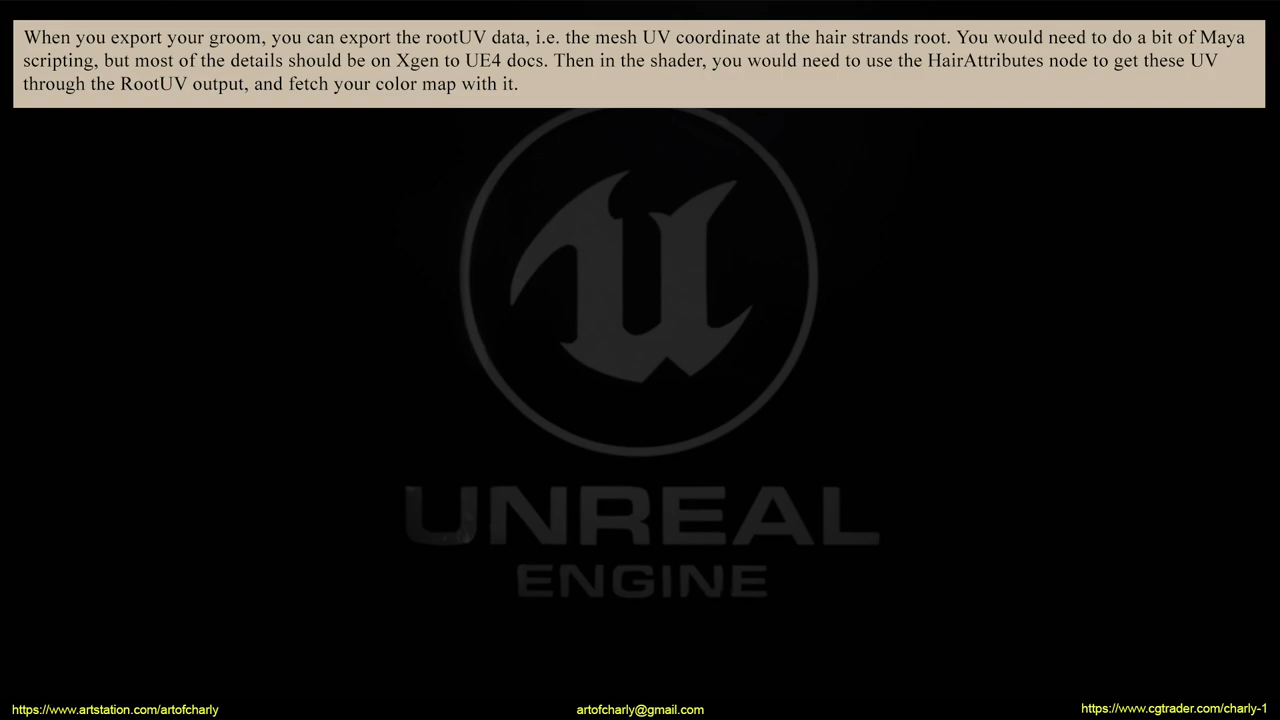 When you export your groom, you can export the rootUV data, i.e. the mesh UV coordinate at the hair strands root. You would need to do a bit of Maya
scripting, but most of the details should be on Xgen to UE4 docs. Then in the shader, you would need to use the HairAttributes node to get these UV
through the RootUV output, and fetch your color map with it.
UNREAL
ENGINE
https://www.artstation.com/artofcharly
artofcharly@gmail.com
https://www.cgtrader.com/charly-1